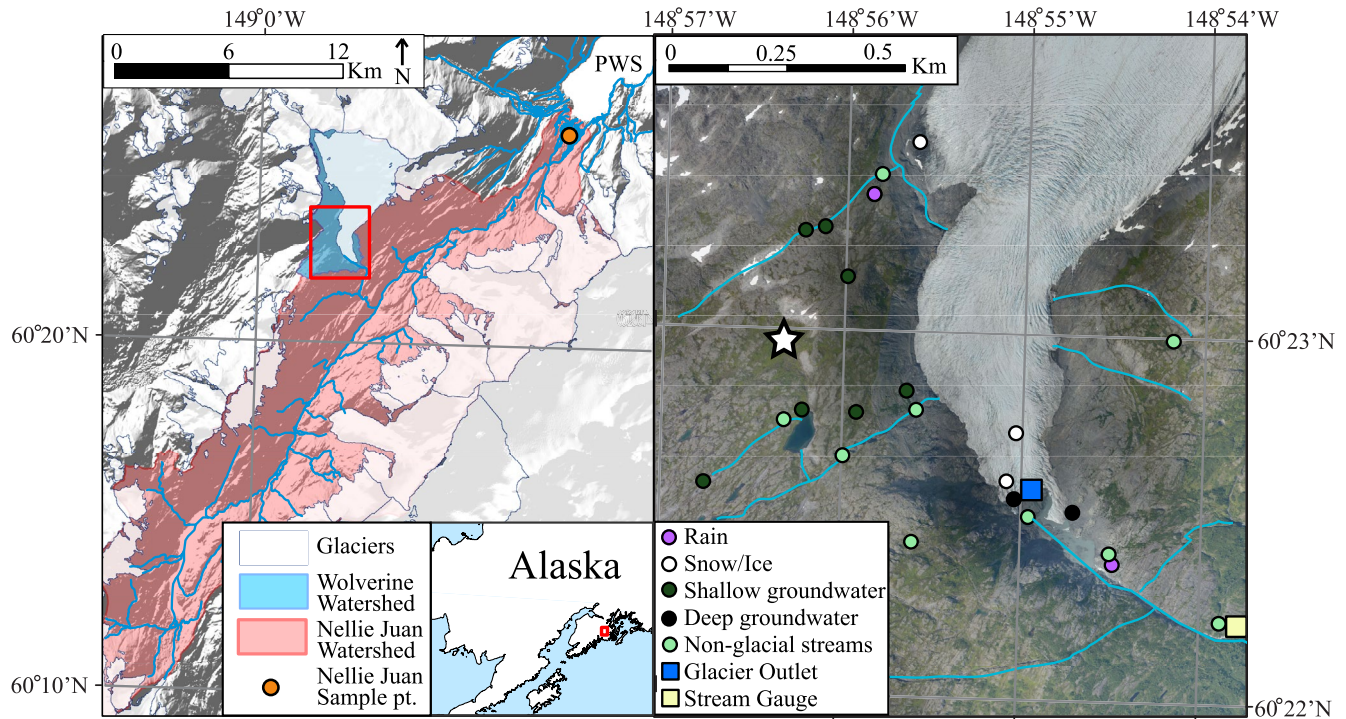 149°0'W
148°57'W
148°56'W
148°55'W
148°54'W
0
6
12
Km
N
PWS
0
0.25
0.5
Km
60°20'N
60°10'N
60°23'N
60°22'N
Glaciers
Wolverine
Watershed
Nellie Juan
Watershed
Nellie Juan
Sample pt.
Alaska
Rain
Snow/Ice
Shallow groundwater
Deep groundwater
Non-glacial streams
Glacier Outlet
Stream Gauge